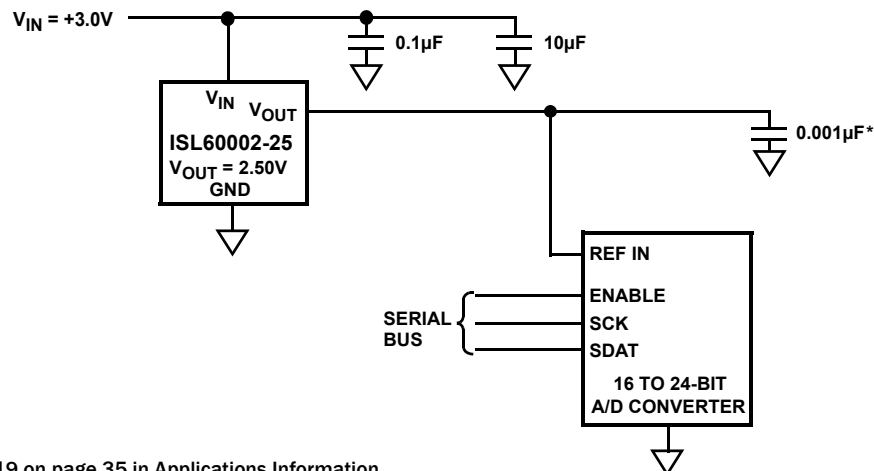 VIN = +3.0V
0.1µF
10µF
VIN
VOUT
ISL60002-25
VOUT = 2.50V
GND
0.001µF*
REF IN
ENABLE
SERIAL
BUS
SCK
SDAT
16 TO 24-BIT
A/D CONVERTER
19 on page 35 in Applications Information